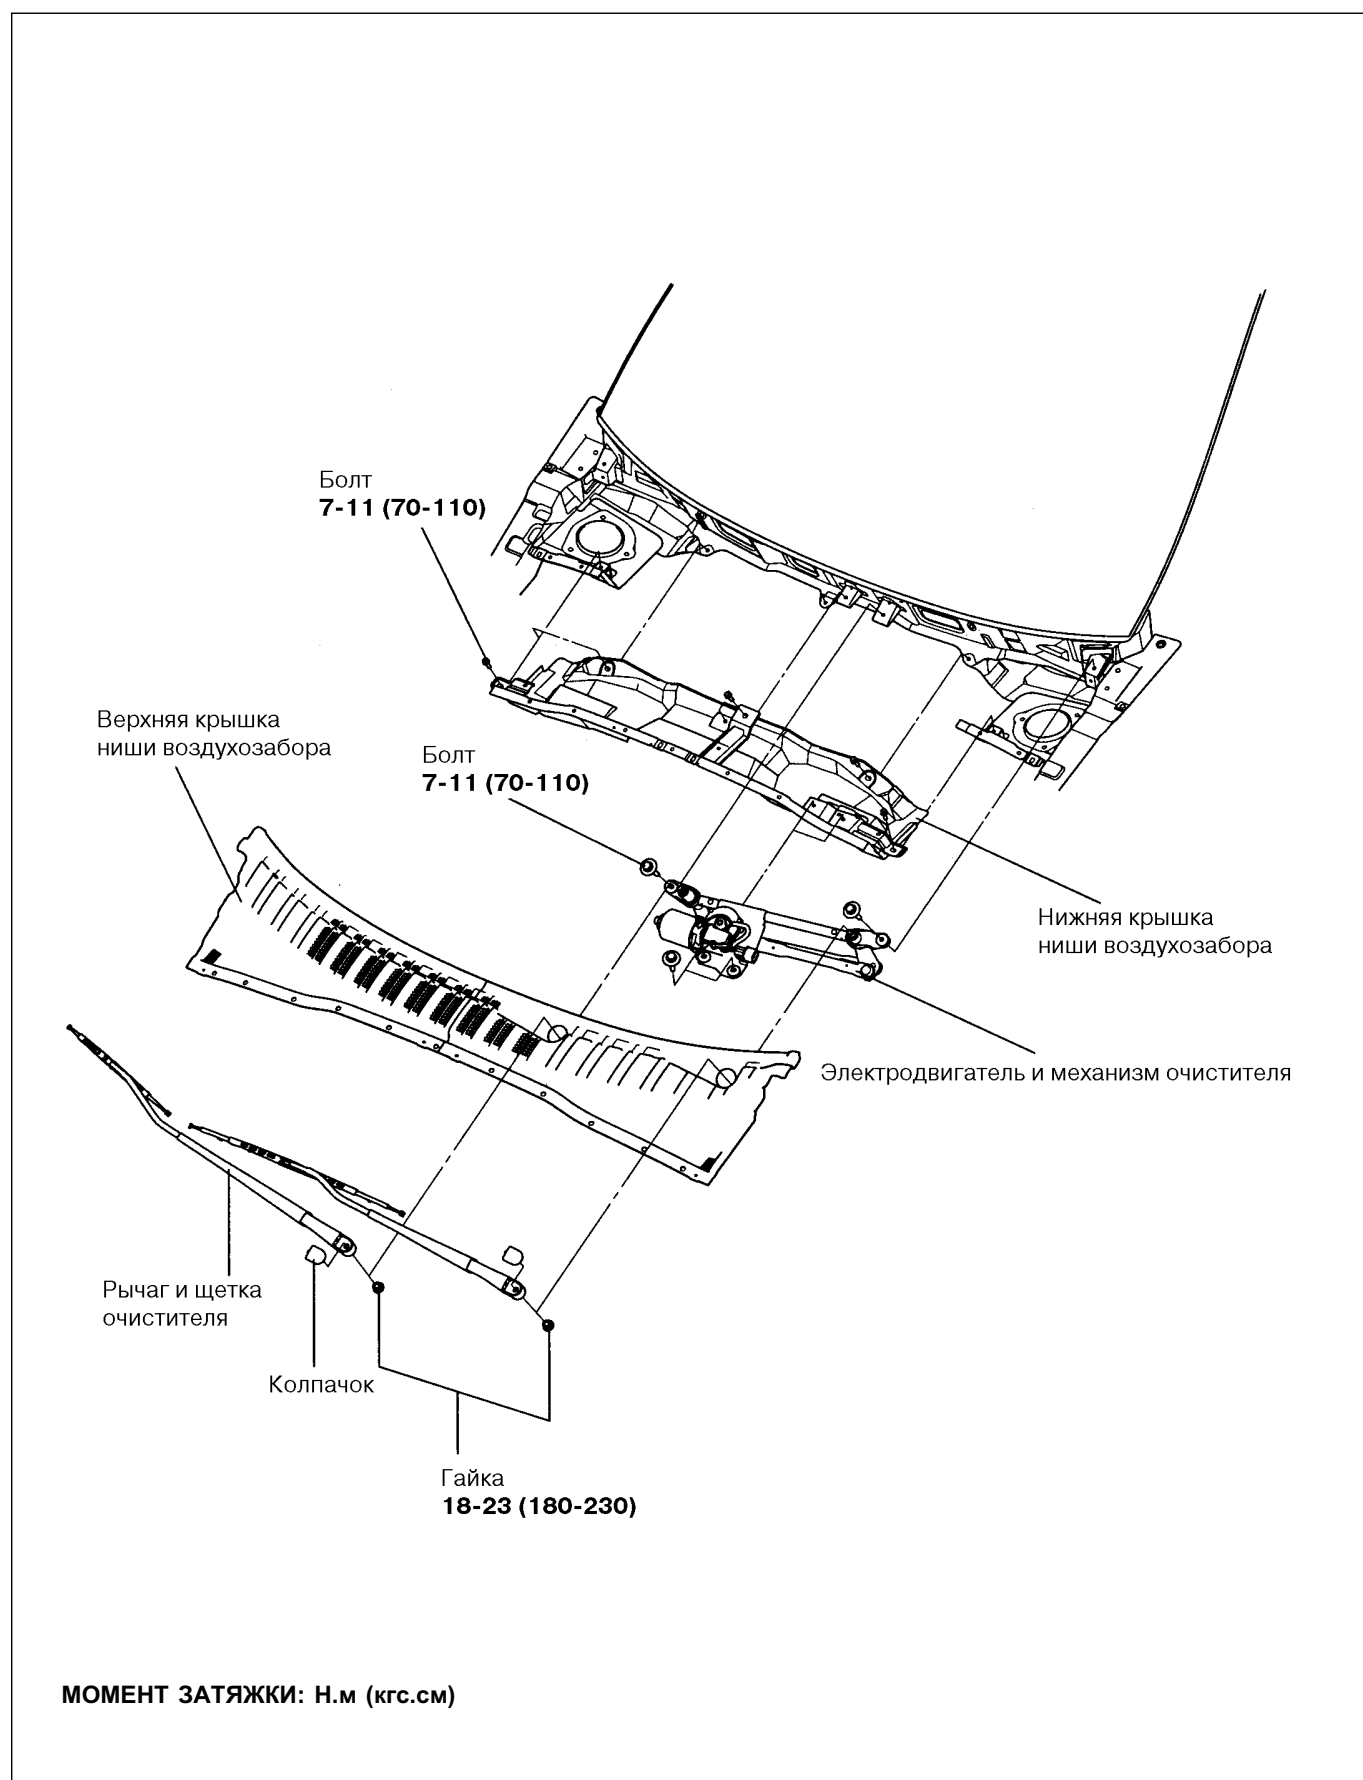 Болт
7-11 (70-110)
Верхняя крышка
ниши воздухозабора
Болт
7-11 (70-110)
Нижняя крышка
ниши воздухозабора
Электродвигатель и механизм очистителя
Рычаг и щетка
очистителя
Колпачок
Гайка
18-23 (180-230)
МОМЕНТ ЗАТЯЖКИ: Н.м (кгс.см)